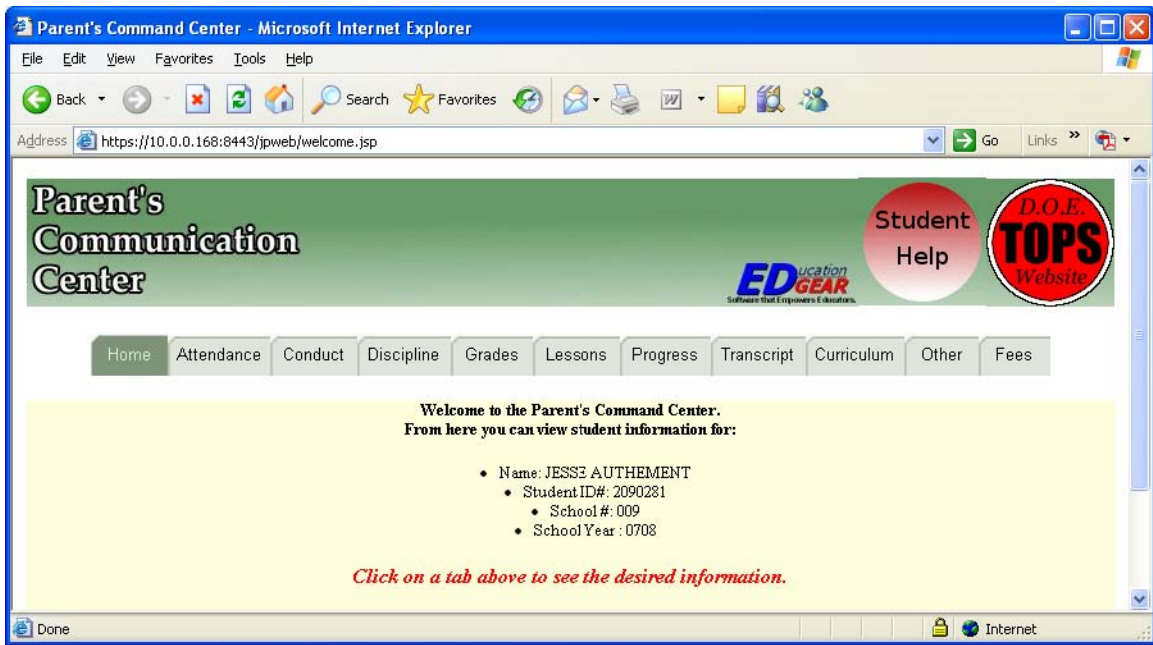 Parent's Command Center - Microsoft Internet Explorer
File Edit View Favorites Tools Help
Back Search Favorites
Address https://10.0.0.168:8443/jpweb/welcome.jsp Go Links »
Parent's
Communication
Center
EDucation
GEAR
Software that Empowers Educators.
Student
Help
D.O.E.
TOPS
Website
Home Attendance Conduct Discipline Grades Lessons Progress Transcript Curriculum Other Fees
Welcome to the Parent's Command Center.
From here you can view student information for:
• Name: JESSE AUTHEMENT
• Student ID#: 2090281
• School #: 009
• School Year : 0708
Click on a tab above to see the desired information.
Done Internet